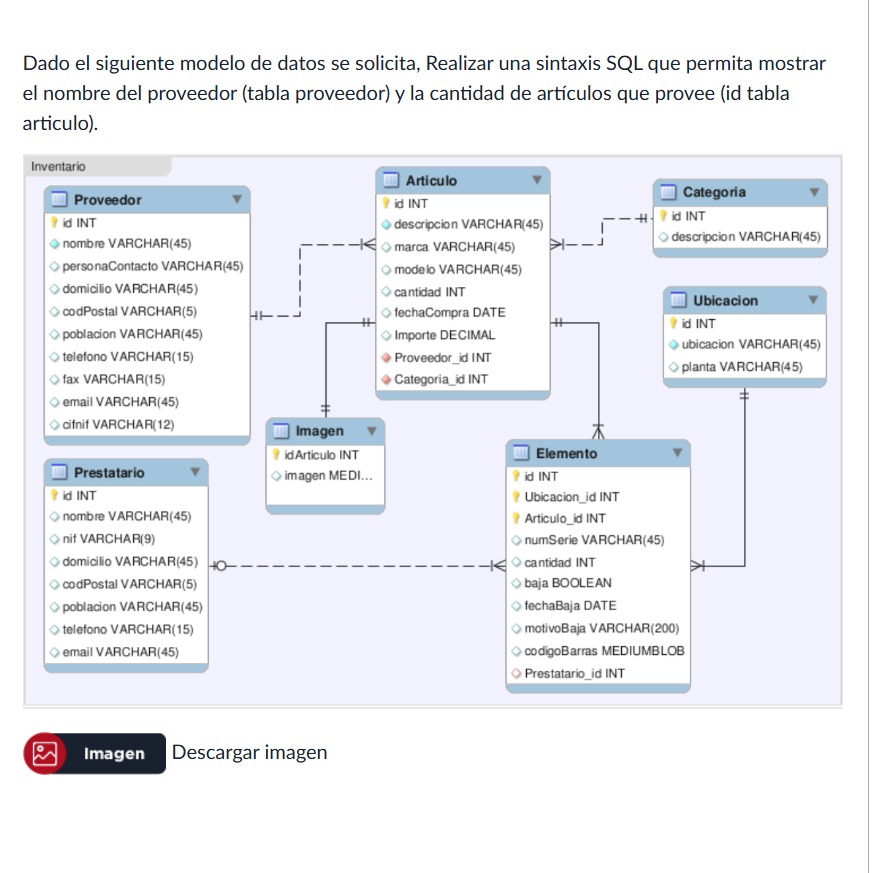 Dado el siguiente modelo de datos se solicita, Realizar una sintaxis SQL que permita mostrar
el nombre del proveedor (tabla proveedor) y la cantidad de artículos que provee (id tabla
articulo).
Inventario
Proveedor
id INT
nombre VARCHAR(45)
personaContacto VARCHAR(45)
domicilio VARCHAR(45)
codPostal VARCHAR(5)
poblacion VARCHAR(45)
telefono VARCHAR(15)
fax VARCHAR(15)
email VARCHAR(45)
cifnif VARCHAR(12)
Articulo
id INT
descripcion VARCHAR(45)
marca VARCHAR(45)
modelo VARCHAR(45)
cantidad INT
fechaCompra DATE
Importe DECIMAL
Proveedor_id INT
Categoria_id INT
Categoria
id INT
descripcion VARCHAR(45)
Ubicacion
id INT
ubicacion VARCHAR(45)
planta VARCHAR(45)
Imagen
idArticulo INT
imagen MEDI...
Prestatario
id INT
nombre VARCHAR(45)
nif VARCHAR(9)
domicilio VARCHAR(45)
codPostal VARCHAR(5)
poblacion VARCHAR(45)
telefono VARCHAR(15)
email VARCHAR(45)
Elemento
id INT
Ubicacion_id INT
Articulo_id INT
numSerie VARCHAR(45)
cantidad INT
baja BOOLEAN
fechaBaja DATE
motivoBaja VARCHAR(200)
codigoBarras MEDIUMBLOB
Prestatario_id INT
Imagen Descargar imagen